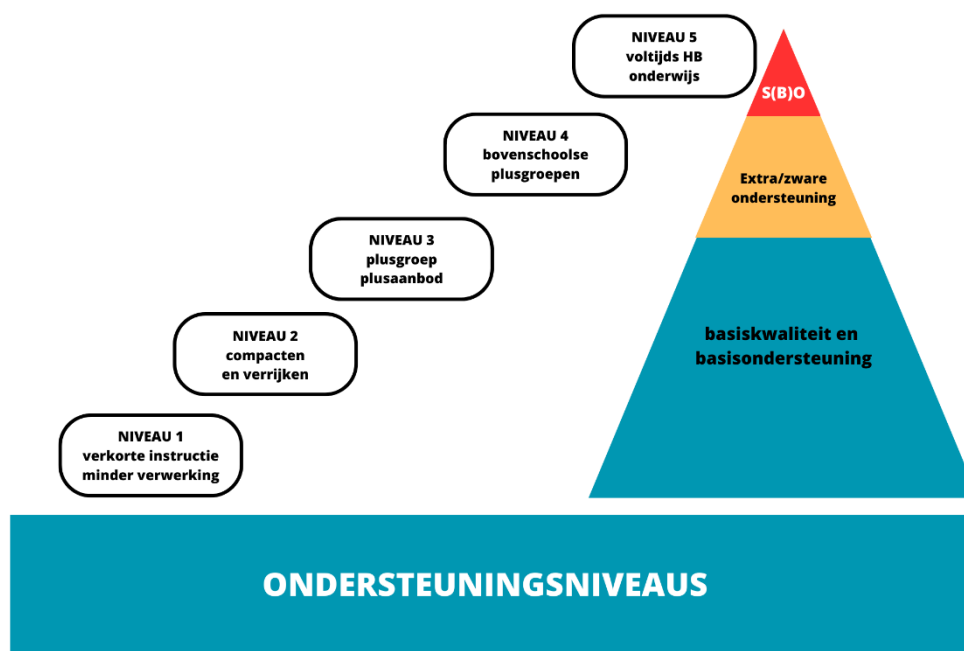 NIVEAU 5
voltijds HB
onderwijs
S(B)O
NIVEAU 4
bovenschoolse
plusgroepen
Extra/zware
ondersteuning
NIVEAU 3
plusgroep
plusaanbod
NIVEAU 2
compacten
en verrijken
basiskwaliteit en
basisondersteuning
NIVEAU 1
verkorte instructie
minder verwerking
ONDERSTEUNINGSNIVEAUS